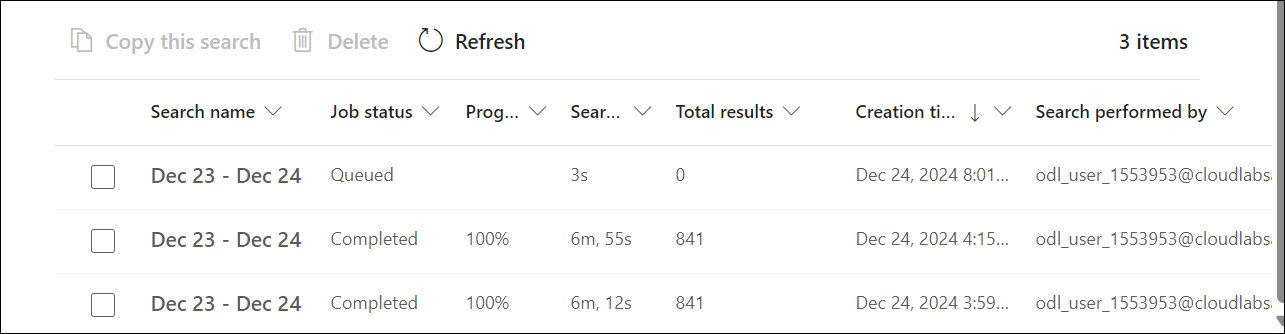 Copy this search Delete Refresh 3 items
Search name Job status Prog... Sear... Total results Creation ti... ↓ Search performed by
Dec 23 - Dec 24 Queued 3s 0 Dec 24, 2024 8:01... odl_user_1553953@cloudlabsa
Dec 23 - Dec 24 Completed 100% 6m, 55s 841 Dec 24, 2024 4:15... odl_user_1553953@cloudlabsa
Dec 23 - Dec 24 Completed 100% 6m, 12s 841 Dec 24, 2024 3:59... odl_user_1553953@cloudlabsa